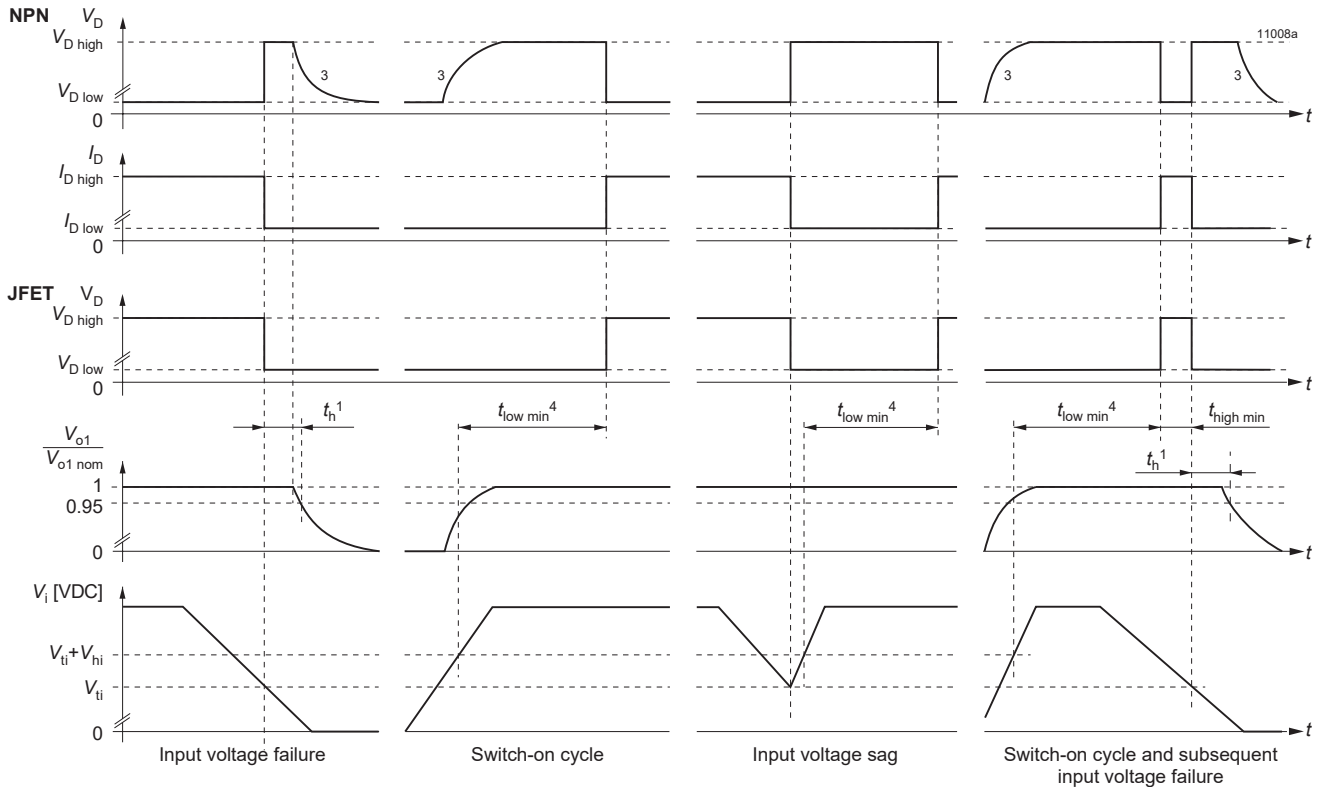 NPN V_D
V_D high
11008a
3
3
3
3
V_D low
0
t
I_D
I_D high
I_D low
0
t
JFET V_D
V_D high
V_D low
0
t
t_h^1
t_low min^4
t_low min^4
t_low min^4
t_high min
V_o1
V_o1 nom
t_h^1
1
0.95
0
t
V_i [VDC]
V_ti+V_hi
V_ti
0
t
Input voltage failure
Switch-on cycle
Input voltage sag
Switch-on cycle and subsequent
input voltage failure